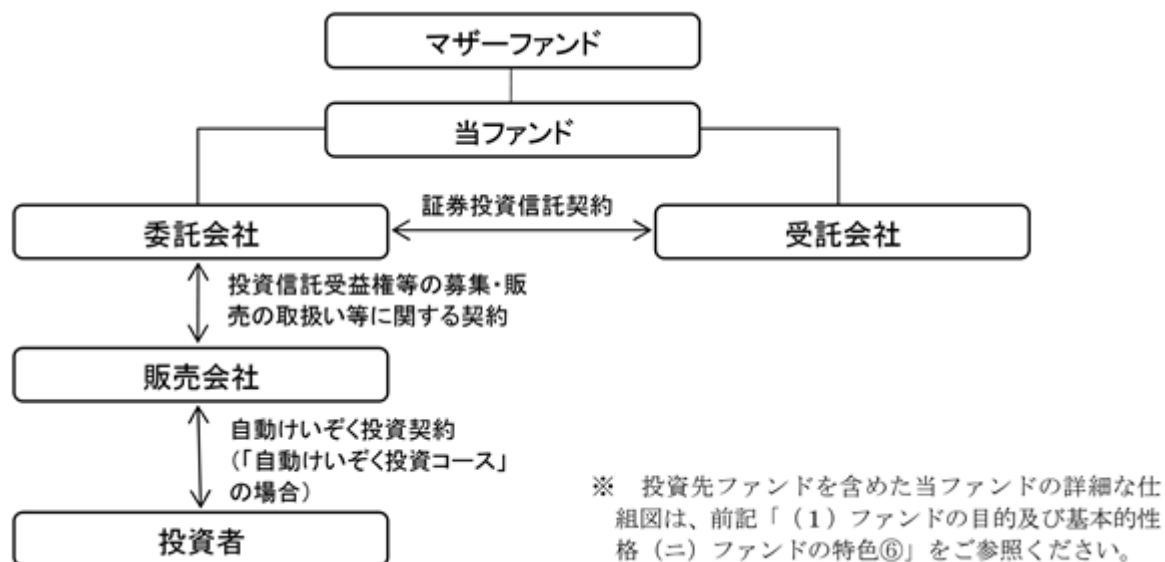 マザーファンド
当ファンド
証券投資信託契約
委託会社
受託会社
投資信託受益権等の募集・販
売の取扱い等に関する契約
販売会社
自動けいぞく投資契約
(「自動けいぞく投資コース」
の場合)
投資者
※ 投資先ファンドを含めた当ファンドの詳細な仕
組図は、前記「(1)ファンドの目的及び基本的性
格(ニ)ファンドの特色⑥」をご参照ください。